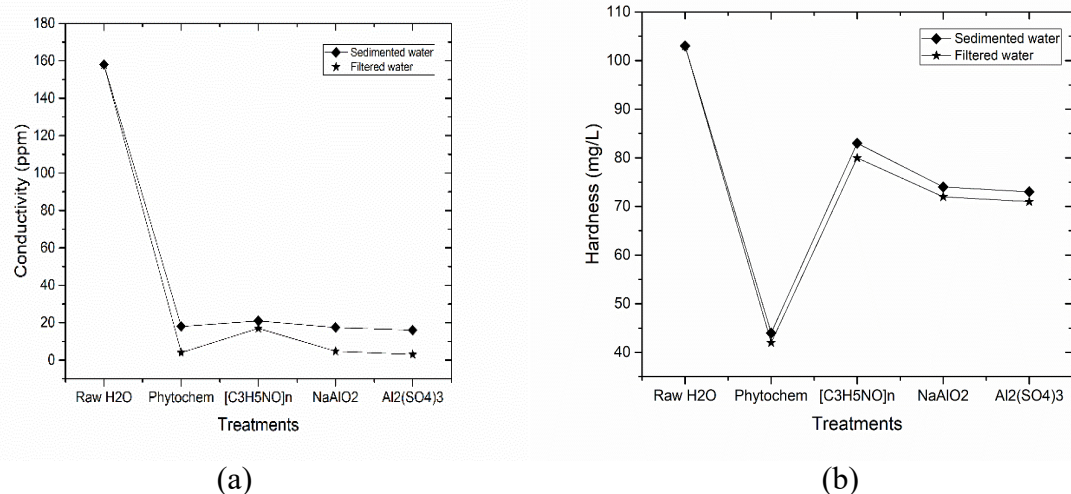 180
160
140
120
100
80
60
40
20
0
Conductivity (ppm)
Sedimented water
Filtered water
Raw H2O Phytochem [C3H5NO]n NaAlO2 Al2(SO4)3
Treatments
(a)
110
100
90
80
70
60
50
40
Hardness (mg/L)
Sedimented water
Filtered water
Raw H2O Phytochem [C3H5NO]n NaAlO2 Al2(SO4)3
Treatments
(b)